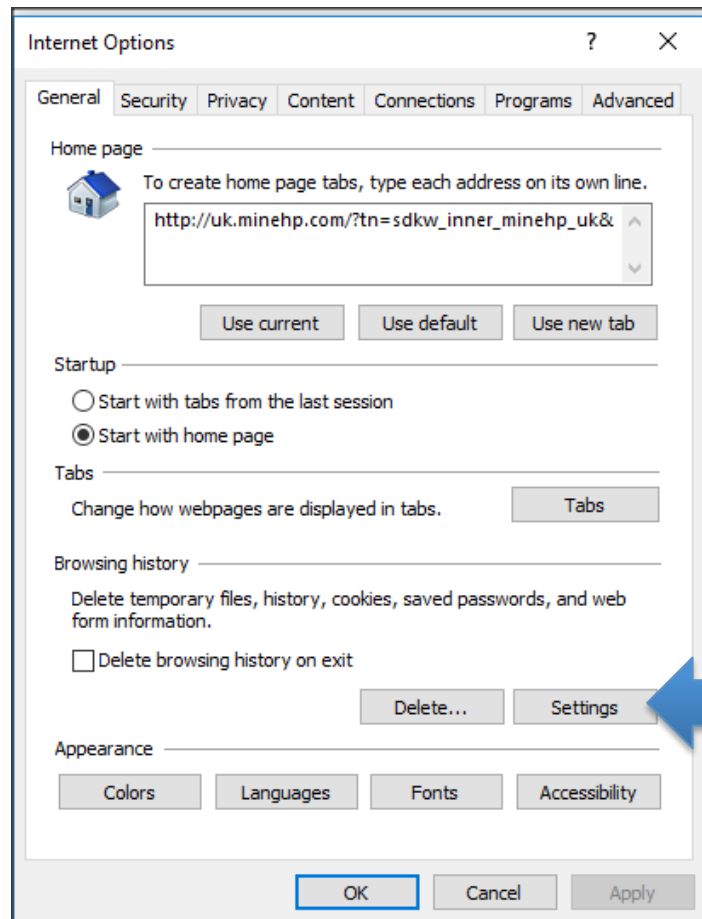 Internet Options ?
General Security Privacy Content Connections Programs Advanced
Home page
To create home page tabs, type each address on its own line.
http://uk.minehp.com/?tn=sdkw_inner_minehp_uk&
Use current Use default Use new tab
Startup
Start with tabs from the last session
Start with home page
Tabs
Change how webpages are displayed in tabs. Tabs
Browsing history
Delete temporary files, history, cookies, saved passwords, and web
form information.
Delete browsing history on exit
Delete... Settings
Appearance
Colors Languages Fonts Accessibility
OK Cancel Apply